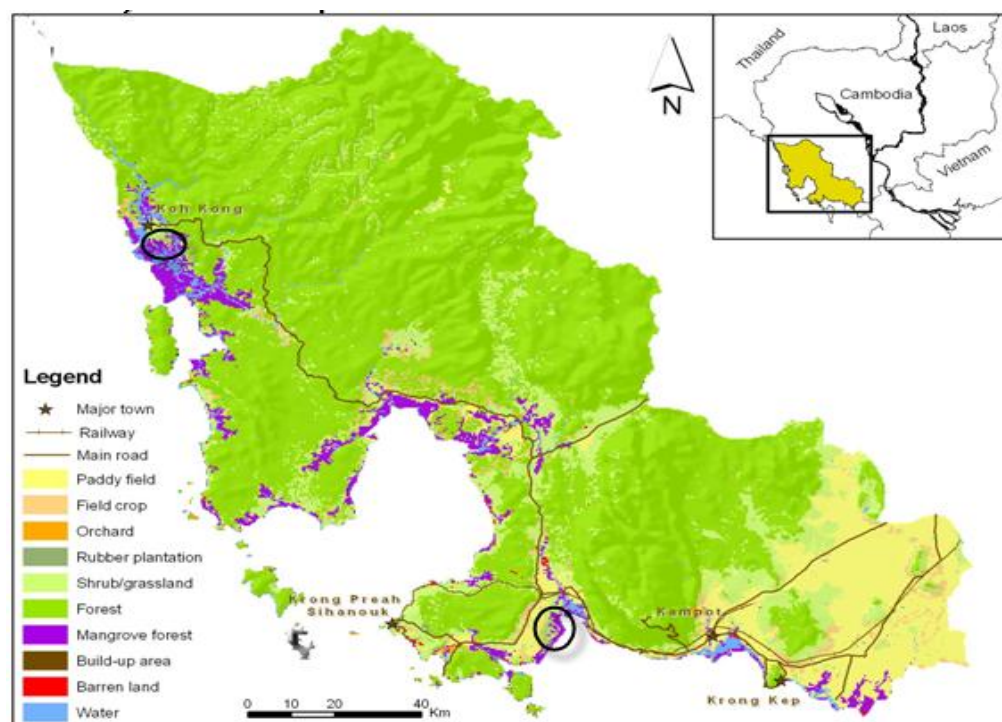 Laos
Thailand
Cambodia
Vietnam
N
Koh Kong
Legend
Major town
Railway
Main road
Paddy field
Field crop
Orchard
Rubber plantation
Shrub/grassland
Forest
Mangrove forest
Build-up area
Barren land
Water
Krong Preah
Sihanouk
Kampot
Krong Kep
0 10 20 40
Km